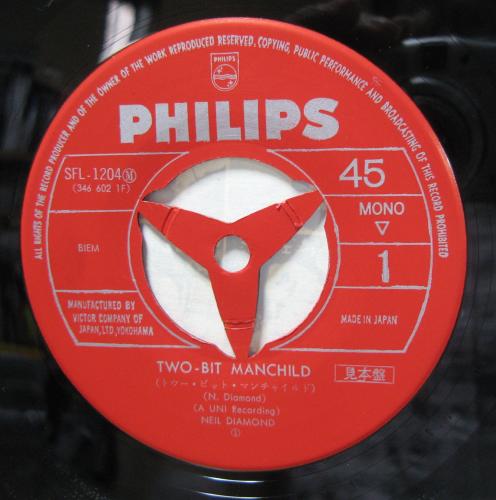 ALL RIGHTS OF THE RECORD PRODUCER AND OF THE OWNER OF THE WORK REPRODUCED RESERVED, COPYING, PUBLIC PERFORMANCE AND BROADCASTING OF THIS RECORD PROHIBITED
PHILIPS
PHILIPS
SFL-1204Ⓜ
(346 602 1F)
45
MONO
▽
1
BIEM
MANUFACTURED BY
VICTOR COMPANY OF
JAPAN, LTD, YOKOHAMA
MADE IN JAPAN
TWO-BIT MANCHILD
(トゥー・ビット・マンチャイルド)
見本盤
(N. Diamond)
(A UNI Recording)
NEIL DIAMOND
①